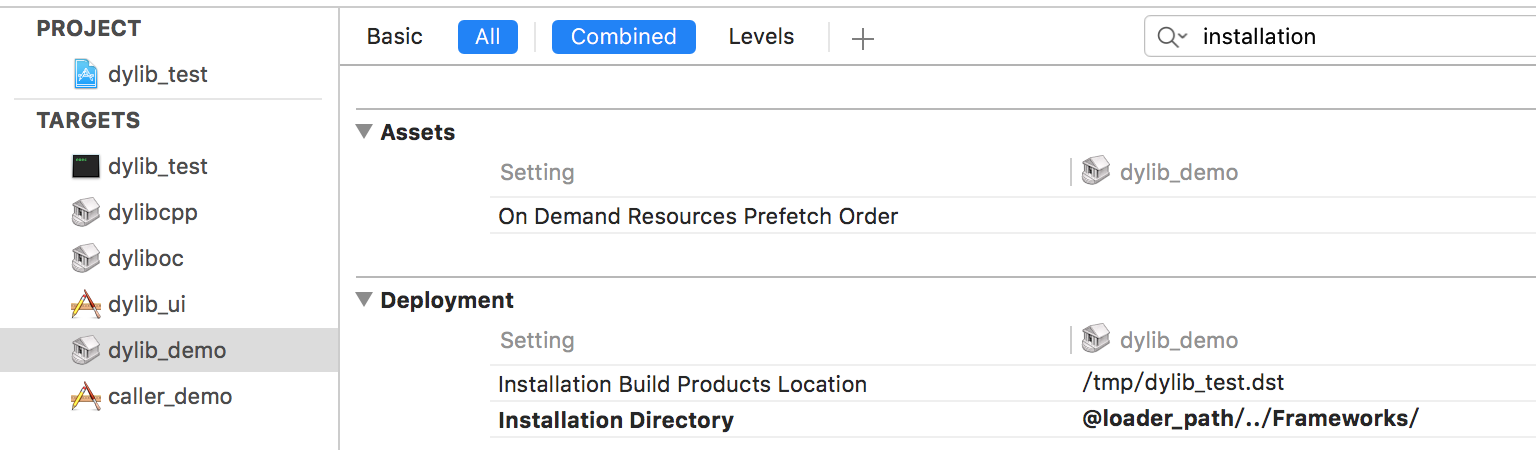 PROJECT
dylib_test
TARGETS
dylib_test
dylibcpp
dyliboc
dylib_ui
dylib_demo
caller_demo
Basic All Combined Levels installation
Assets
Setting dylib_demo
On Demand Resources Prefetch Order
Deployment
Setting dylib_demo
Installation Build Products Location /tmp/dylib_test.dst
Installation Directory @loader_path/../Frameworks/